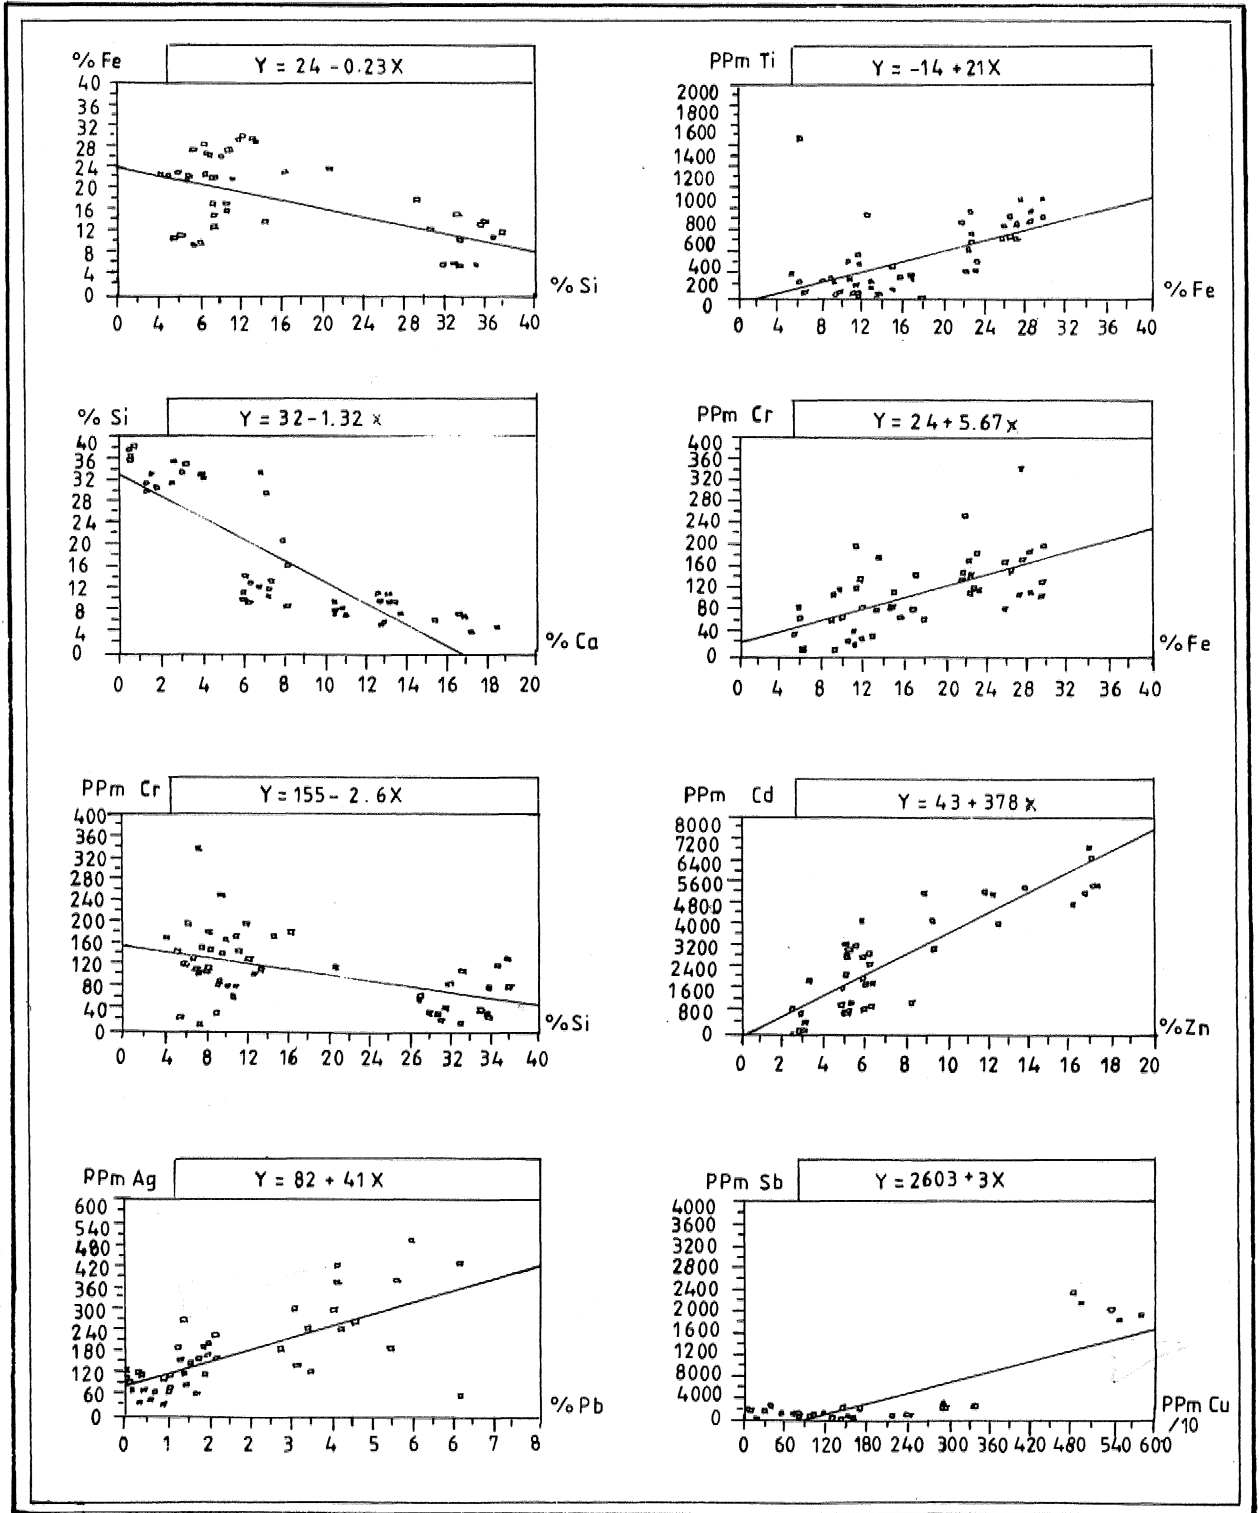 % Fe
Y = 24 - 0.23X
40
36
32
28
24
20
16
12
8
4
0
0 4 6 12 20 24 28 32 36 40
% Si
PPm Ti
Y = -14 + 21X
2000
1800
1600
1400
1200
1000
800
600
400
200
0
0 4 8 12 16 20 24 28 32 36 40
% Fe
% Si
Y = 32 - 1.32 x
40
36
32
28
24
20
16
12
8
4
0
0 2 4 6 8 10 12 14 16 18 20
% Ca
PPm Cr
Y = 24 + 5.67x
400
360
320
280
240
200
160
120
80
40
0
0 4 8 12 16 20 24 28 32 36 40
% Fe
PPm Cr
Y = 155 - 2.6X
400
360
320
280
240
200
160
120
80
40
0
0 4 8 12 16 24 28 32 34 40
% Si
PPm Cd
Y = 43 + 378 x
8000
7200
6400
5600
4800
4000
3200
2400
1600
800
0
0 2 4 6 8 10 12 14 16 18 20
% Zn
PPm Ag
Y = 82 + 41X
600
540
480
420
360
300
240
180
120
60
0
0 1 2 2 3 4 5 6 7 8
% Pb
PPm Sb
Y = 2603 + 3X
4000
3600
3200
2800
2400
2000
1600
1200
8000
4000
0
0 60 120 180 240 300 360 420 480 540 600
PPm Cu
/10